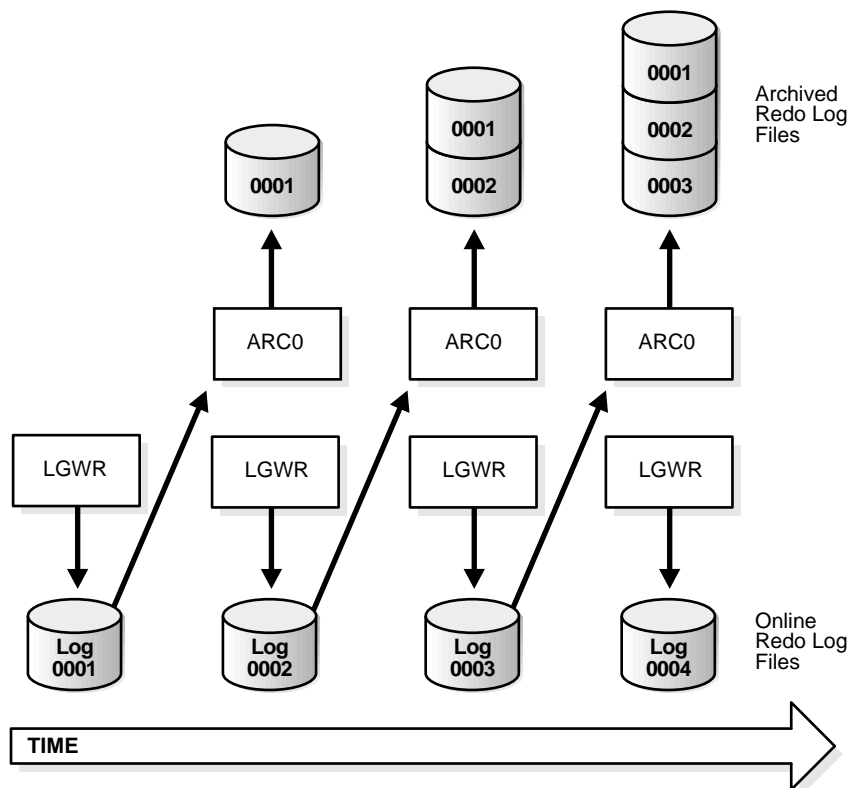 0001
0001
0002
0001
0002
0003
Archived
Redo Log
Files
ARC0
ARC0
ARC0
LGWR
LGWR
LGWR
LGWR
Log
0001
Log
0002
Log
0003
Log
0004
Online
Redo Log
Files
TIME